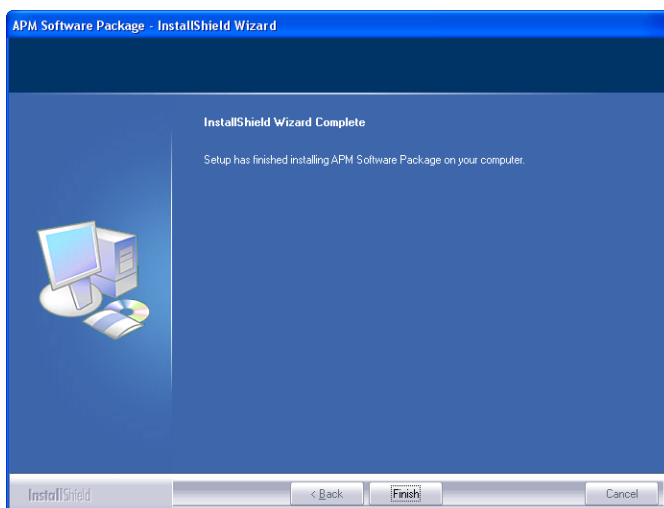 APM Software Package - InstallShield Wizard
InstallShield Wizard Complete
Setup has finished installing APM Software Package on your computer.
InstallShield
< Back
Finish
Cancel